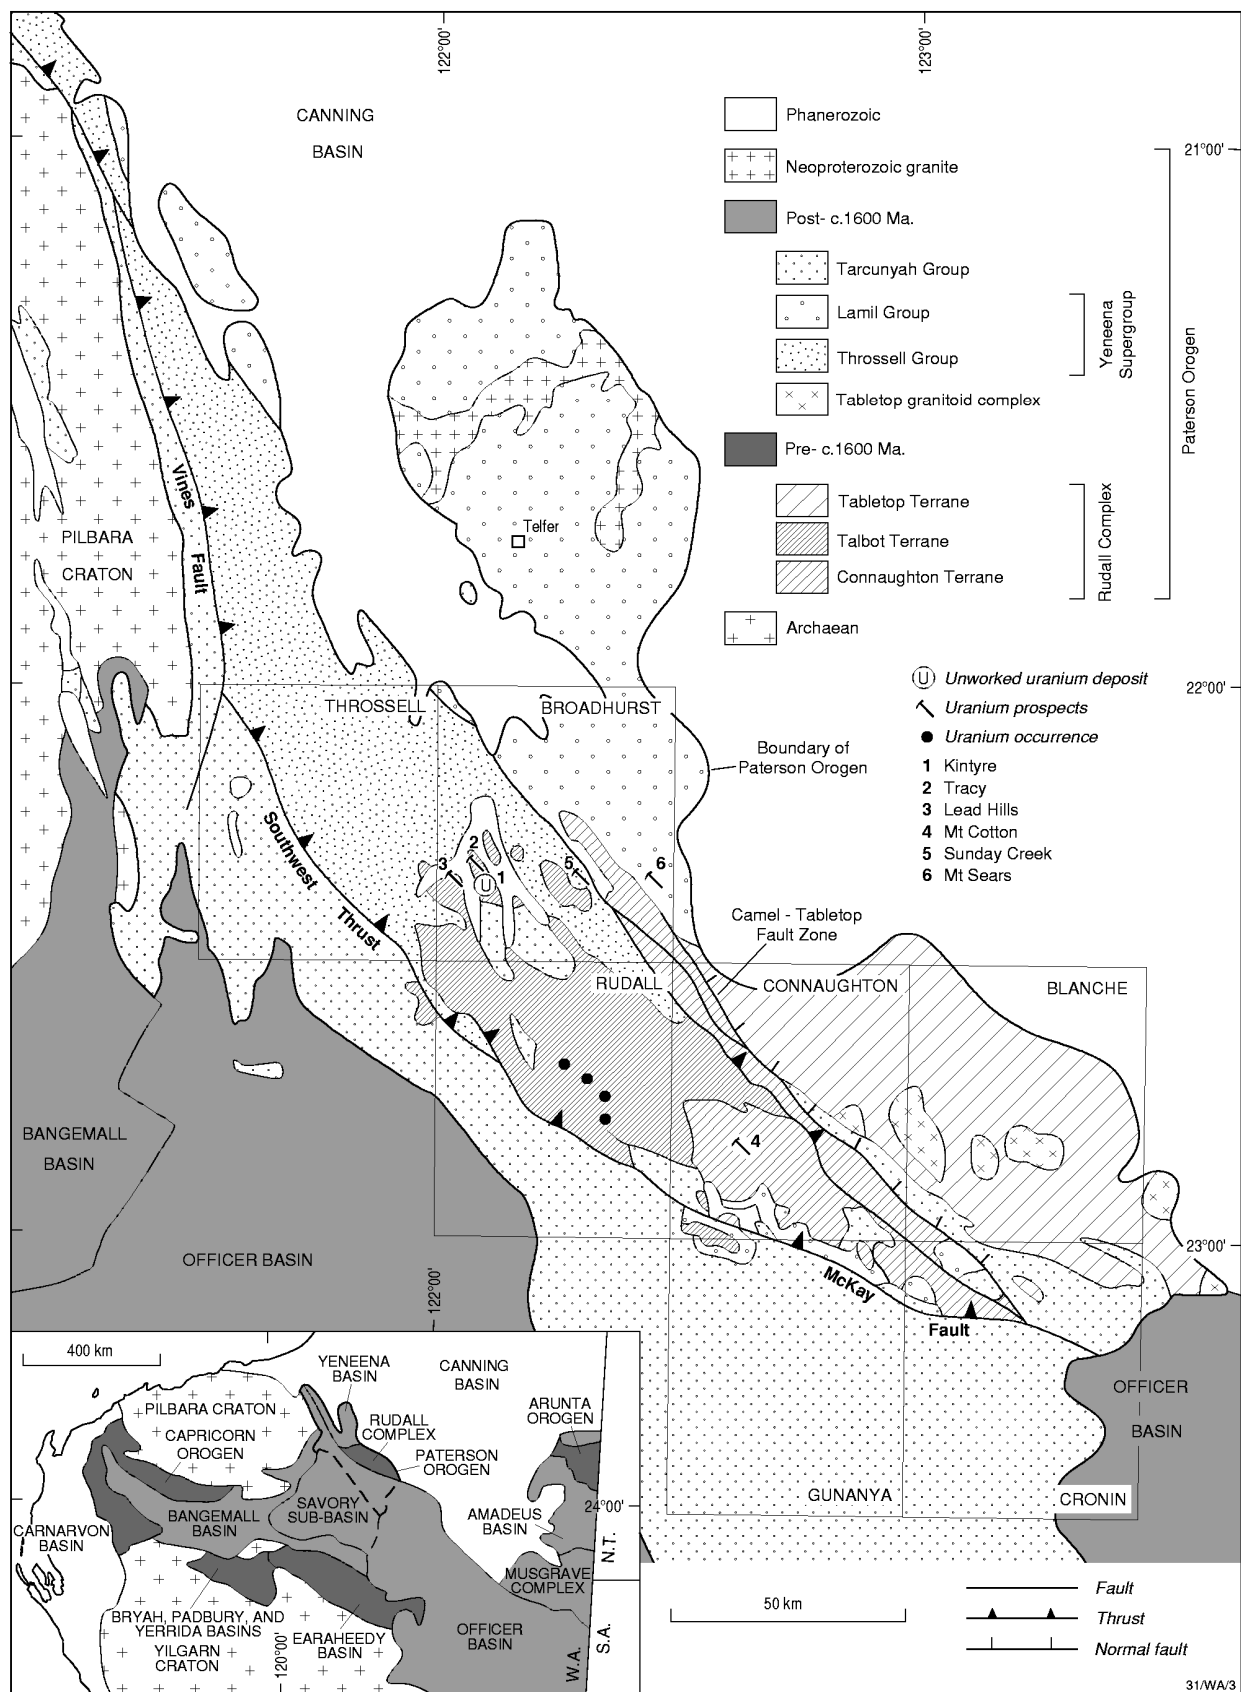 122°00'
123°00'
CANNING
BASIN
Phanerozoic
21°00'
Neoproterozoic granite
Post- c.1600 Ma.
Tarcunyah Group
Lamil Group
Throssell Group
Yeneena
Supergroup
Tabletop granitoid complex
Paterson Orogen
Pre- c.1600 Ma.
Tabletop Terrane
Talbot Terrane
Connaughton Terrane
Rudall Complex
Archaean
Vines
Fault
Telfer
PILBARA
CRATON
U Unworked uranium deposit
Uranium prospects
Uranium occurrence
1 Kintyre
2 Tracy
3 Lead Hills
4 Mt Cotton
5 Sunday Creek
6 Mt Sears
22°00'
THROSSELL
BROADHURST
Boundary of
Paterson Orogen
Southwest
Thrust
2
3
U
1
5
6
Camel - Tabletop
Fault Zone
RUDALL
CONNAUGHTON
BLANCHE
4
BANGEMALL
BASIN
OFFICER BASIN
23°00'
122°00'
McKay
Fault
OFFICER
BASIN
GUNANYA
CRONIN
400 km
YENEENA
BASIN
CANNING
BASIN
PILBARA CRATON
RUDALL
COMPLEX
ARUNTA
OROGEN
CAPRICORN
OROGEN
PATERSON
OROGEN
SAVORY
SUB-BASIN
BANGEMALL
BASIN
24°00'
AMADEUS
BASIN
CARNARVON
BASIN
N.T.
MUSGRAVE
COMPLEX
BRYAH, PADBURY, AND
YERRIDA BASINS
EARAHEEDY
BASIN
OFFICER
BASIN
YILGARN
CRATON
120°00'
W.A.
S.A.
50 km
Fault
Thrust
Normal fault
31/WA/3